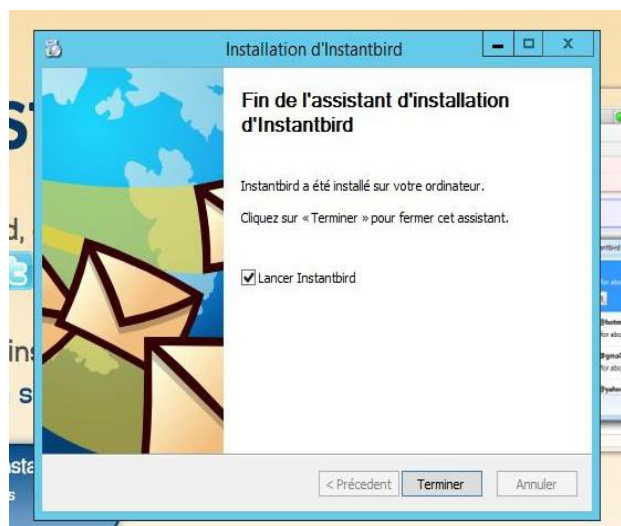 Installation d'Instantbird
Fin de l'assistant d'installation
d'Instantbird
Instantbird a été installé sur votre ordinateur.
Cliquez sur « Terminer » pour fermer cet assistant.
Lancer Instantbird
< Précedent
Terminer
Annuler